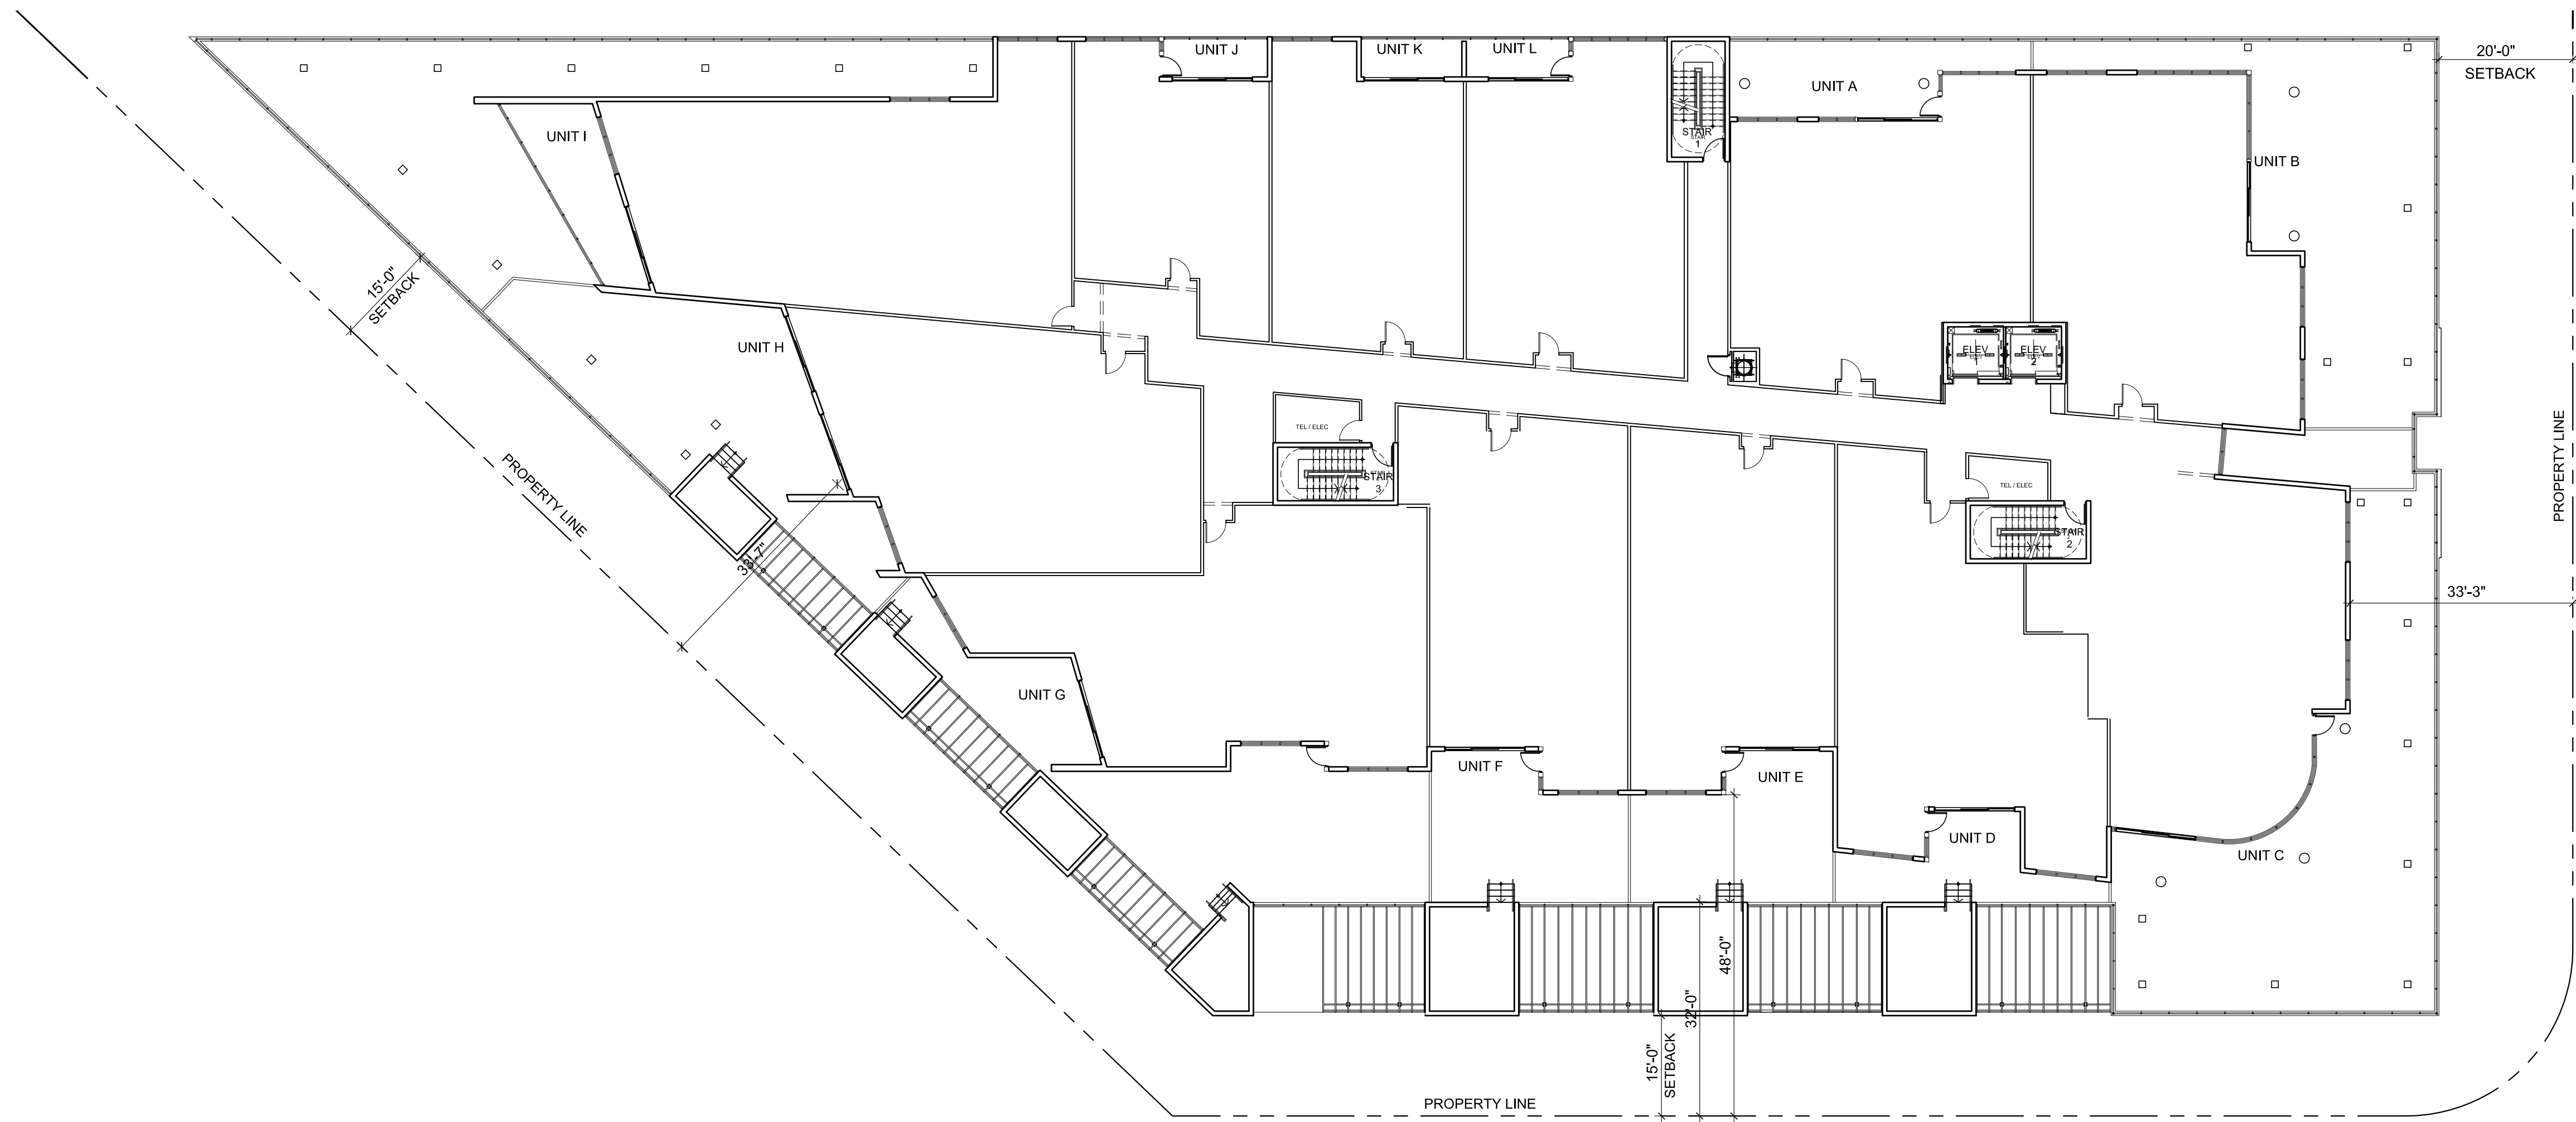 UNIT J
UNIT K
UNIT L
20'-0"
SETBACK
UNIT A
UNIT I
STAIR
STAIR
1
UNIT B
15'-0"
SETBACK
UNIT H
ELEV
1
ELEV
2
TEL / ELEC
PROPERTY LINE
PROPERTY LINE
STAIR
3
TEL / ELEC
STAIR
2
33'-3"
UNIT G
UNIT F
UNIT E
UNIT D
UNIT C
48'-0"
32'-0"
15'-0"
SETBACK
PROPERTY LINE